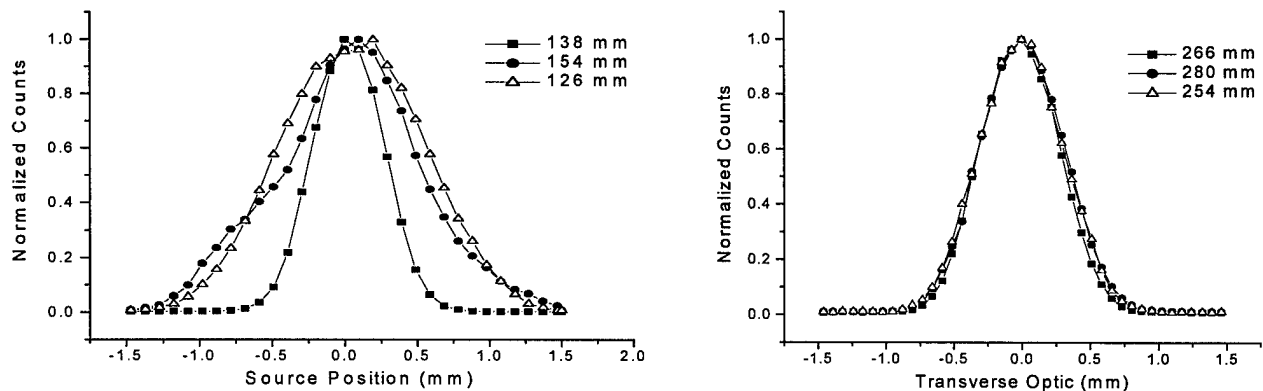 138 mm
154 mm
126 mm
1.0
0.8
0.6
0.4
0.2
0.0
Normalized Counts
-1.5
-1.0
-0.5
0.0
0.5
1.0
1.5
2.0
Source Position (mm)
266 mm
280 mm
254 mm
1.0
0.8
0.6
0.4
0.2
0.0
Normalized Counts
-1.5
-1.0
-0.5
0.0
0.5
1.0
1.5
Transverse Optic (mm)